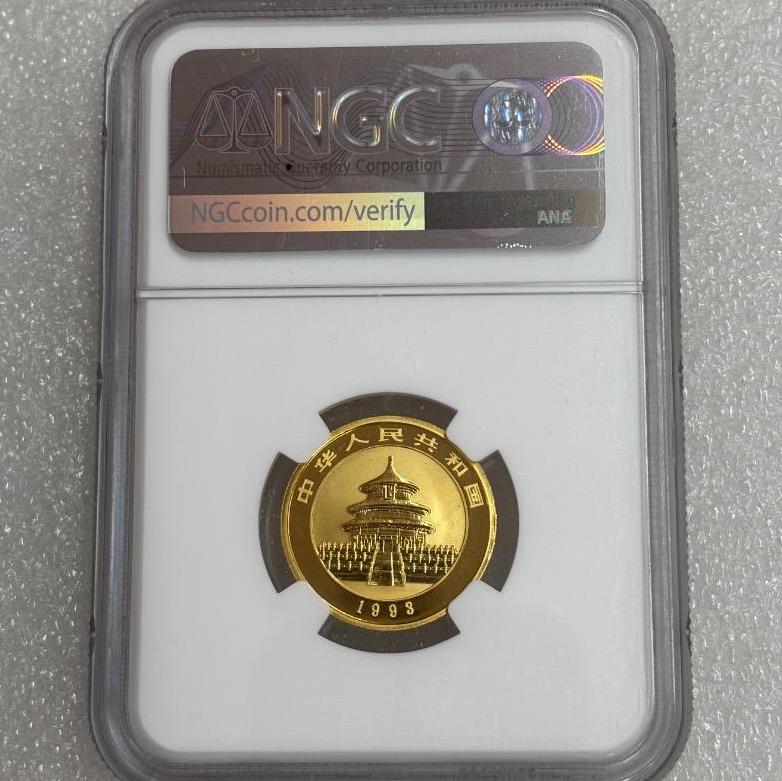 NGC
Numismatic Guaranty Corporation
NGCcoin.com/verify
ANA
中华人民共和国
1993